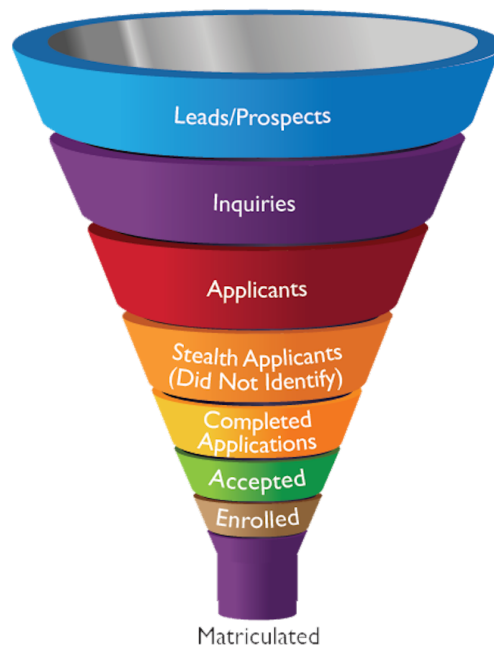 Leads/Prospects
Inquiries
Applicants
Stealth Applicants
(Did Not Identify)
Completed
Applications
Accepted
Enrolled
Matriculated